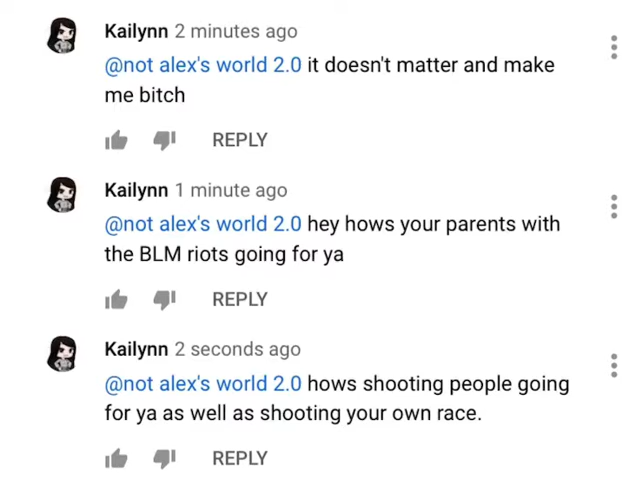 Kailynn 2 minutes ago
@not alex's world 2.0 it doesn't matter and make
me bitch
REPLY
Kailynn 1 minute ago
@not alex's world 2.0 hey hows your parents with
the BLM riots going for ya
REPLY
Kailynn 2 seconds ago
@not alex's world 2.0 hows shooting people going
for ya as well as shooting your own race.
REPLY